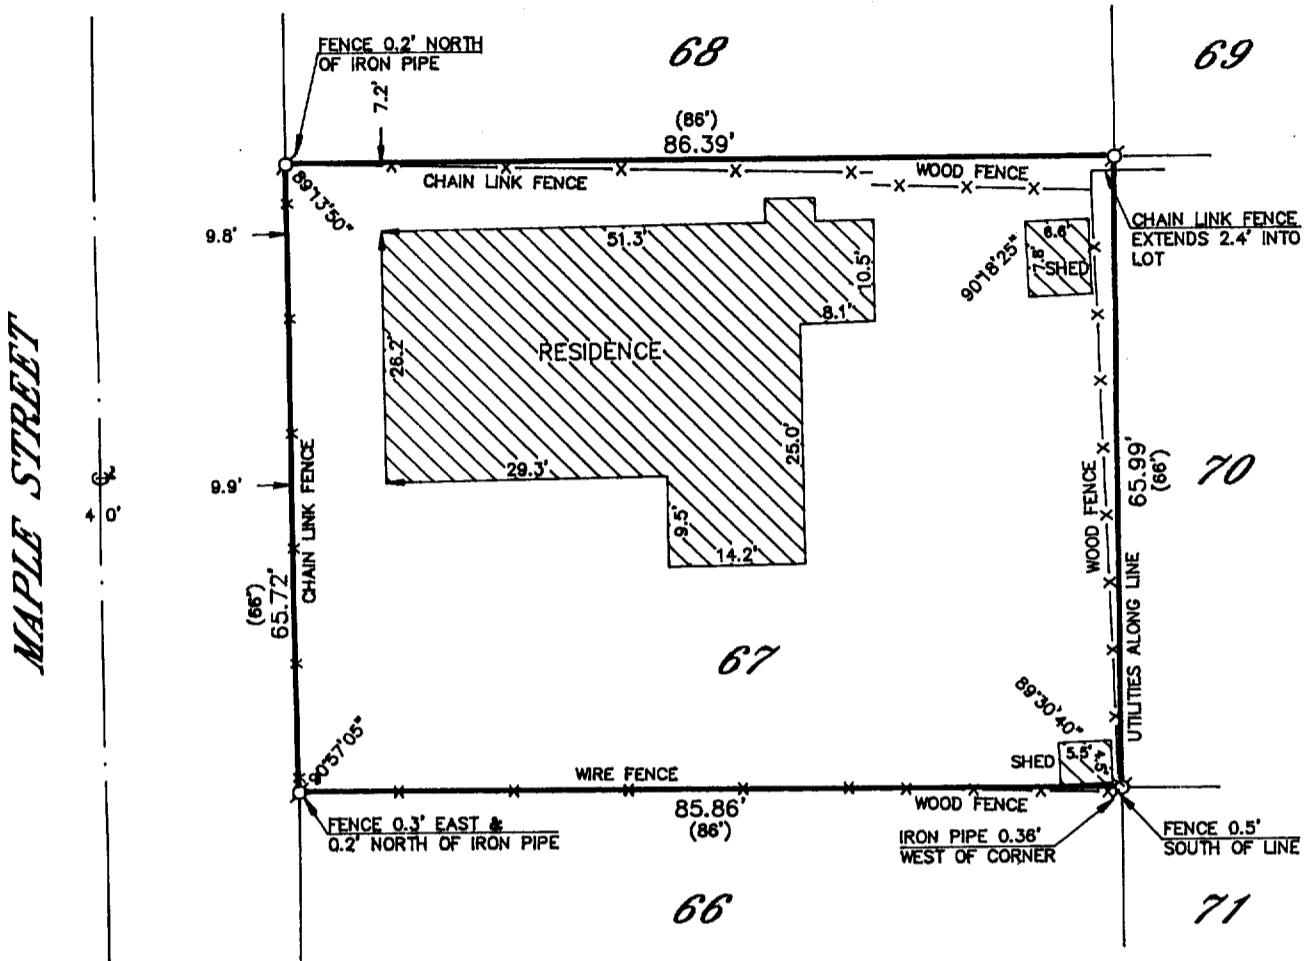 68
69
FENCE 0.2' NORTH
OF IRON PIPE
7.2'
(86')
86.39'
CHAIN LINK FENCE
WOOD FENCE
89°13'50"
9.8'
51.3'
10.5'
8.1'
90°18'25"
6.6'
7.8'
SHED
CHAIN LINK FENCE
EXTENDS 2.4' INTO
LOT
RESIDENCE
26.2'
29.3'
25.0'
9.5'
14.2'
MAPLE STREET
40'
9.9'
CHAIN LINK FENCE
(66')
65.72'
WOOD FENCE
65.99'
(66')
70
UTILITIES ALONG LINE
67
89°30'40"
90°57'05"
SHED
5.5'
4.5'
WIRE FENCE
85.86'
(86')
WOOD FENCE
FENCE 0.3' EAST &
0.2' NORTH OF IRON PIPE
IRON PIPE 0.36'
WEST OF CORNER
FENCE 0.5'
SOUTH OF LINE
66
71